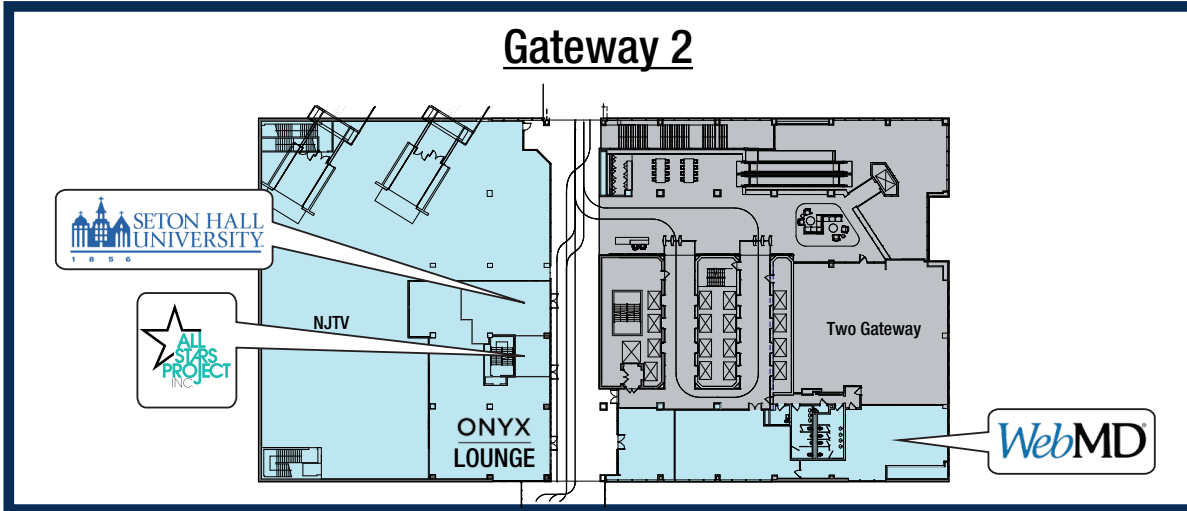 Gateway 2
SETON HALL
UNIVERSITY
1 8 5 6
NJTV
ALL
STARS
PROJECT
INC
Two Gateway
ONYX
LOUNGE
WebMD